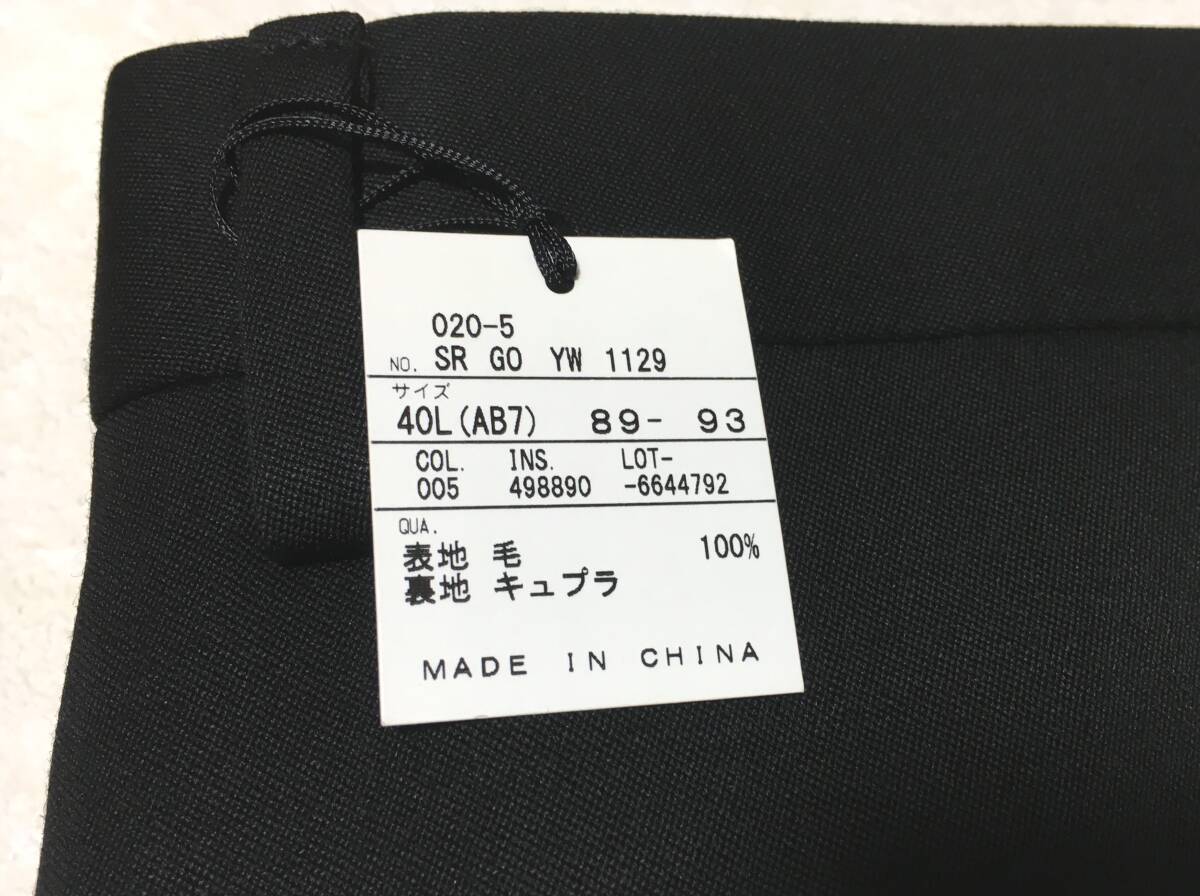 020-5
NO. SR GO YW 1129
サイズ
40L(AB7) 89- 93
COL. INS. LOT-
005 498890 -6644792
QUA.
表地 毛 100%
裏地 キュプラ
MADE IN CHINA